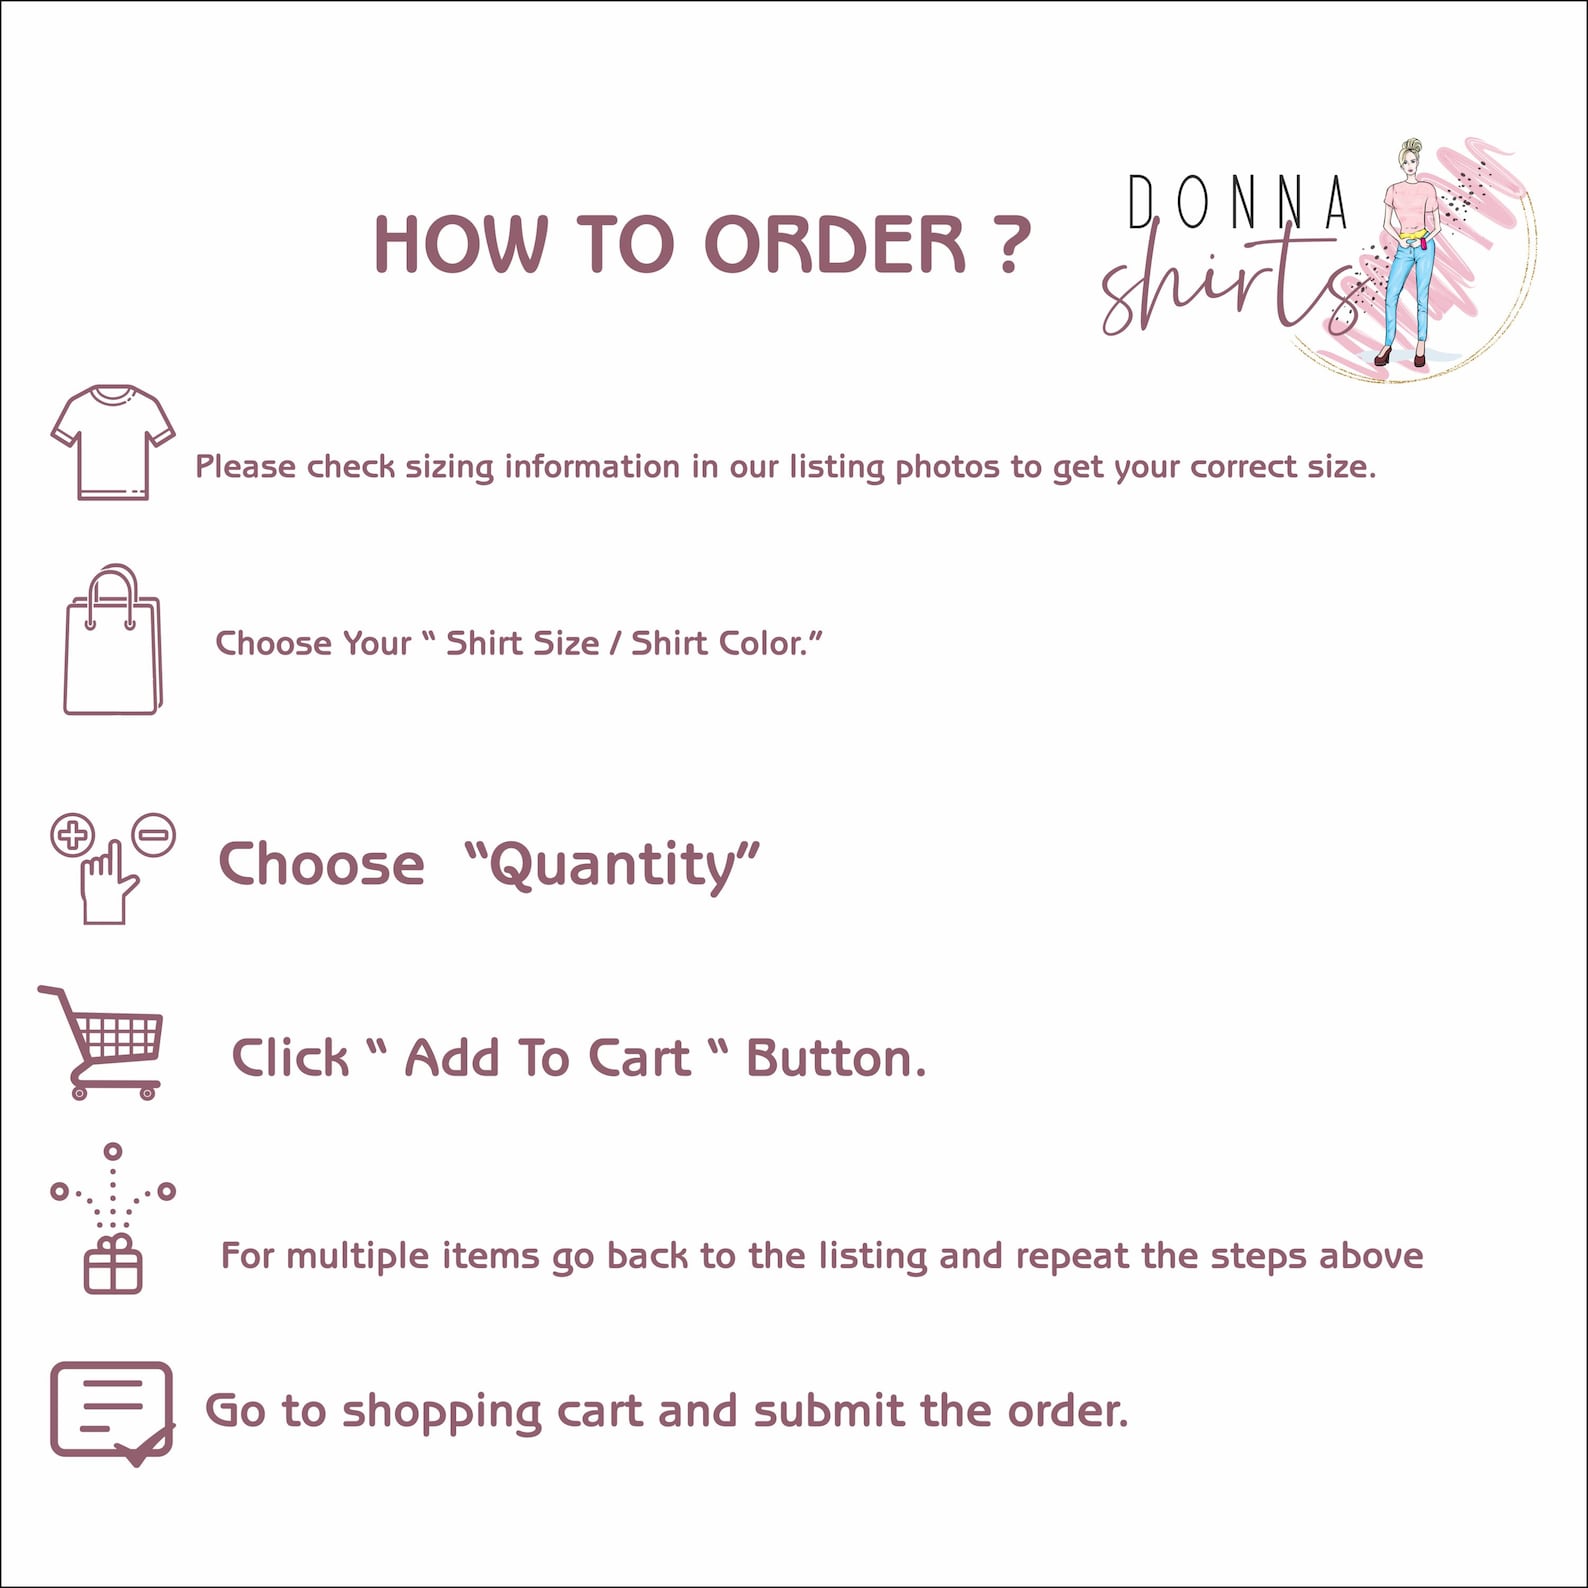 HOW TO ORDER ?
DONNA
shirts
Please check sizing information in our listing photos to get your correct size.
Choose Your “ Shirt Size / Shirt Color.”
Choose “Quantity”
Click “ Add To Cart “ Button.
For multiple items go back to the listing and repeat the steps above
Go to shopping cart and submit the order.